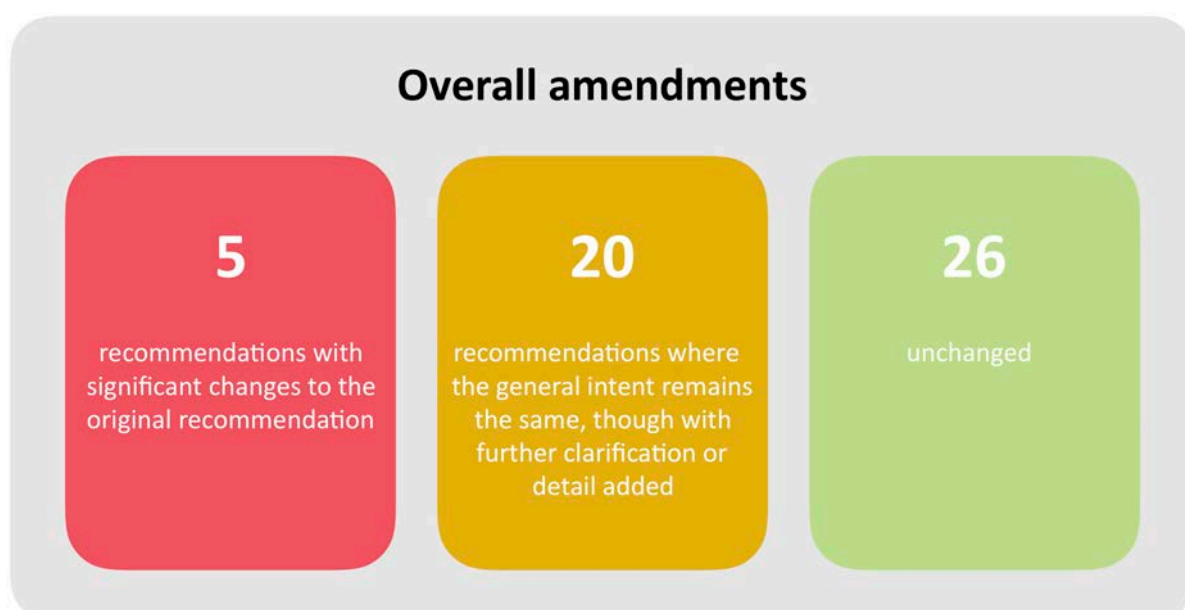 Overall amendments
5
recommendations with
significant changes to the
original recommendation
20
recommendations where
the general intent remains
the same, though with
further clarification or
detail added
26
unchanged